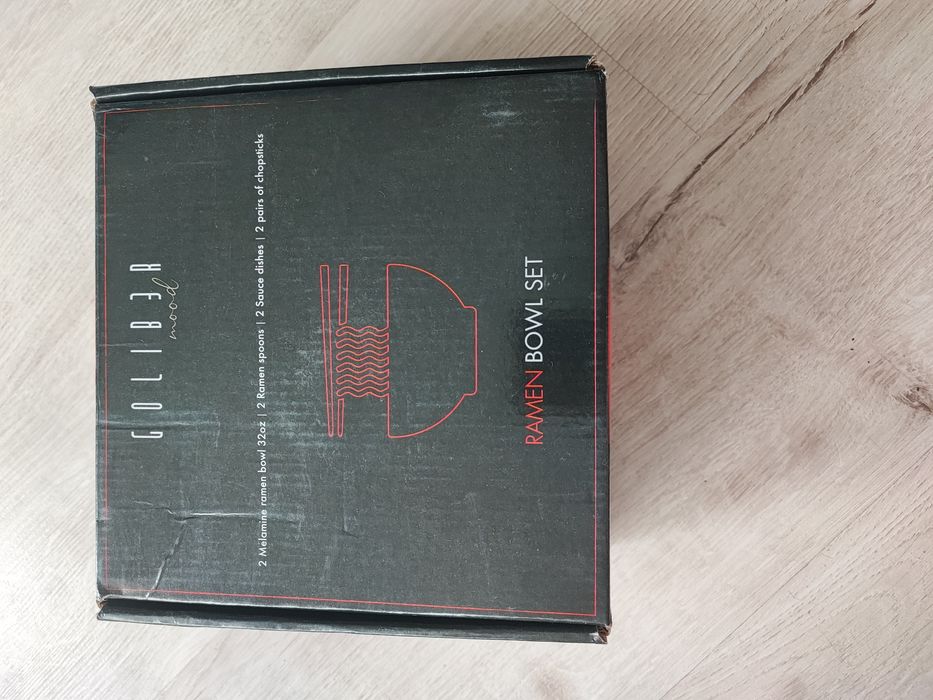 GOLIBƎR
mood
2 Melamine ramen bowl 32oz | 2 Ramen spoons | 2 Sauce dishes | 2 pairs of chopsticks
RAMEN BOWL SET